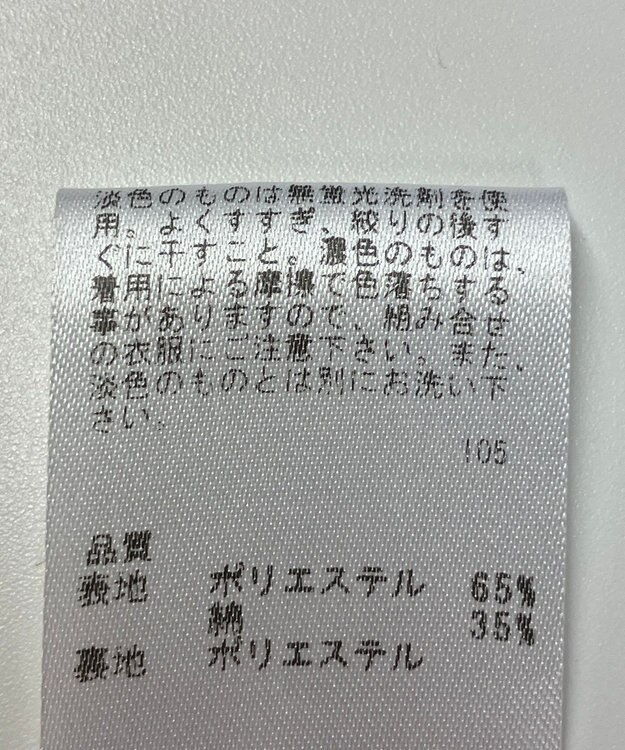 淡色のものは無蛍光洗剤を使
用。よくすすぎ、絞りの後す
ぐに干すこと。濃色のものは、
着用による摩擦で色落ちする
事がありますので、組み合せ
の衣服にご注意下さい。また、
淡色のものとは別にお洗い下
さい。
105
品質
表地 ポリエステル 65%
綿 35%
裏地 ポリエステル